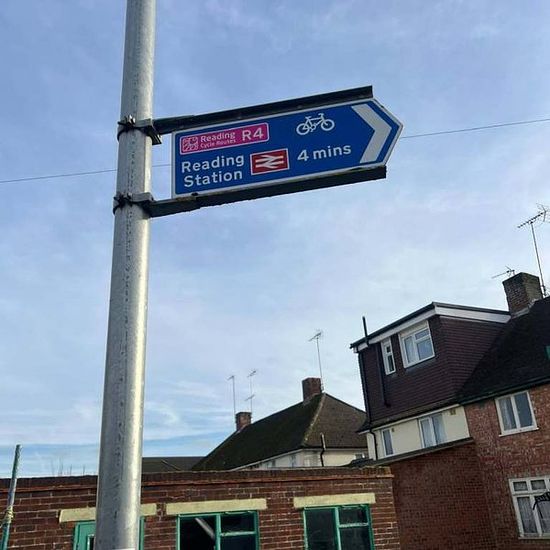 Reading R4
Cycle Routes
Reading
Station 4 mins